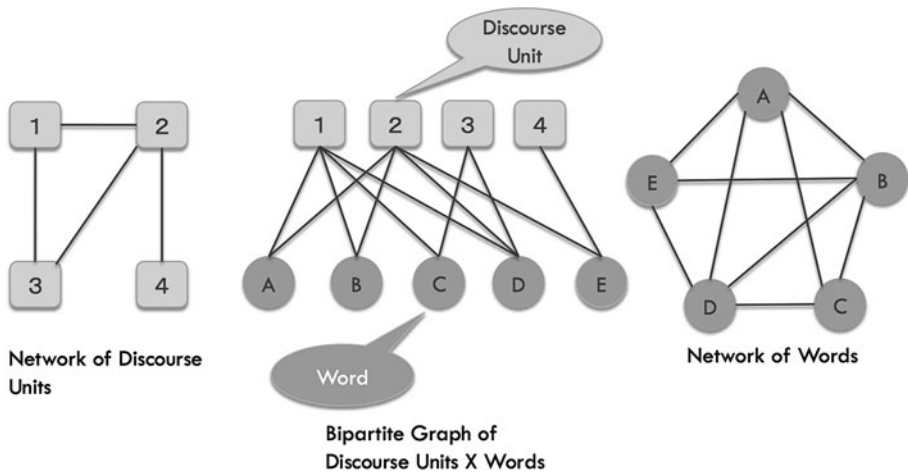 Discourse
Unit
1 2
3 4
Network of Discourse
Units
1 2 3 4
A B C D E
Word
Bipartite Graph of
Discourse Units X Words
A
E B
D C
Network of Words